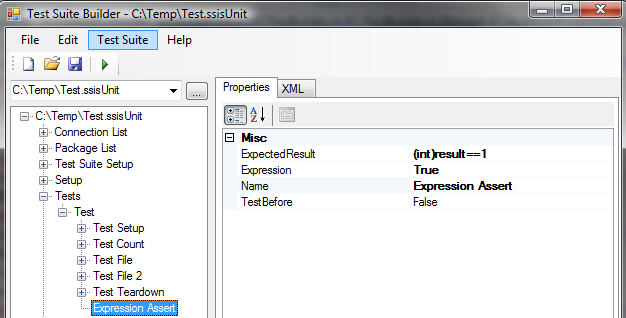 Test Suite Builder - C:\Temp\Test.ssisUnit
File Edit Test Suite Help
C:\Temp\Test.ssisUnit ...
C:\Temp\Test.ssisUnit
Connection List
Package List
Test Suite Setup
Setup
Tests
Test
Test Setup
Test Count
Test File
Test File 2
Test Teardown
Expression Assert
Properties XML
A Z
Misc
ExpectedResult (int)result==1
Expression True
Name Expression Assert
TestBefore False